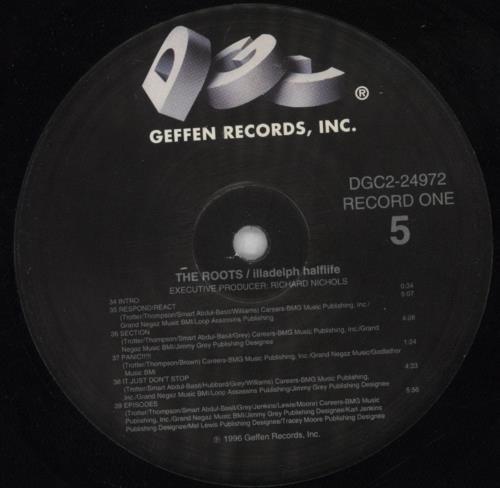 DGC
®
GEFFEN RECORDS, INC.
DGC2-24972
RECORD ONE
5
THE ROOTS / illadelph halflife
EXECUTIVE PRODUCER: RICHARD NICHOLS
34 INTRO 0:34
35 RESPOND/REACT 5:07
(Trotter/Thompson/Smart Abdul-Basit/Williams) Careers-BMG Music Publishing, Inc./
Grand Negaz Music BMI/Loop Assassins Publishing
36 SECTION 4:08
(Trotter/Thompson/Smart Abdul-Basit/Grey) Careers-BMG Music Publishing, Inc./Grand
Negaz Music BMI/Jimmy Grey Publishing Designee
37 PANIC!!!!! 1:24
(Trotter/Thompson/Brown) Careers-BMG Music Publishing, Inc./Grand Negaz Music/Godfather
Music BMI
38 IT JUST DON'T STOP 4:33
(Trotter/Smart Abdul-Basit/Hubbard/Grey/Williams) Careers-BMG Music Publishing,
Inc./Grand Negaz Music BMI/Loop Assassins Publishing/Jimmy Grey Publishing Designee
39 EPISODES 5:56
(Trotter/Thompson/Smart Abdul-Basit/Grey/Jenkins/Lewis/Moore) Careers-BMG Music
Publishing, Inc./Grand Negaz Music BMI/Jimmy Grey Publishing Designee/Karl Jenkins
Publishing Designee/Mel Lewis Publishing Designee/Tracey Moore Publishing Designee
℗ 1996 Geffen Records, Inc.